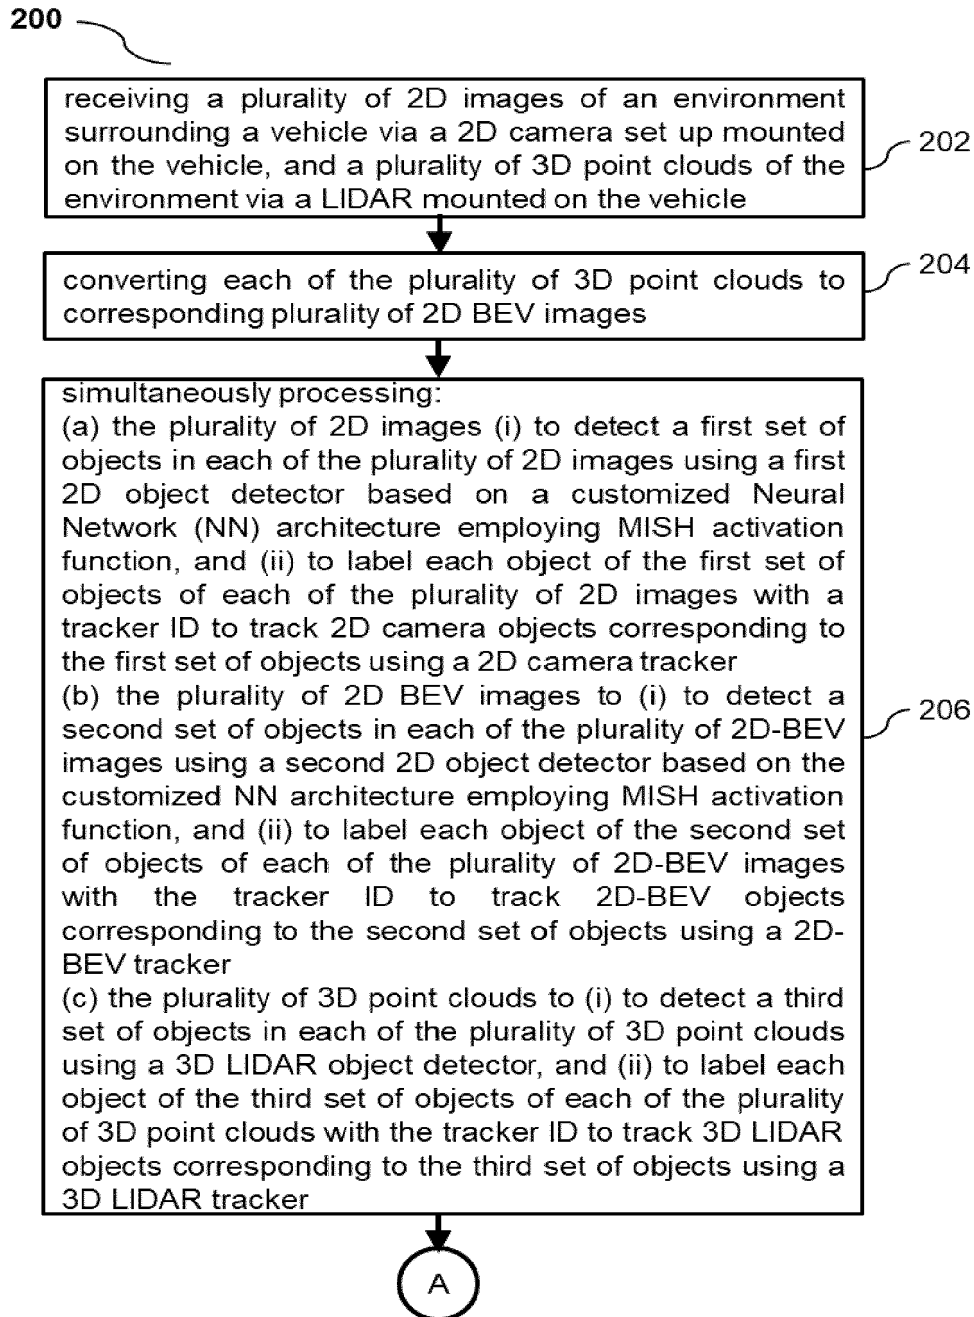 200
receiving a plurality of 2D images of an environment
surrounding a vehicle via a 2D camera set up mounted
on the vehicle, and a plurality of 3D point clouds of the
environment via a LIDAR mounted on the vehicle
202
converting each of the plurality of 3D point clouds to
corresponding plurality of 2D BEV images
204
simultaneously processing:
(a) the plurality of 2D images (i) to detect a first set of
objects in each of the plurality of 2D images using a first
2D object detector based on a customized Neural
Network (NN) architecture employing MISH activation
function, and (ii) to label each object of the first set of
objects of each of the plurality of 2D images with a
tracker ID to track 2D camera objects corresponding to
the first set of objects using a 2D camera tracker
(b) the plurality of 2D BEV images to (i) to detect a
second set of objects in each of the plurality of 2D-BEV
images using a second 2D object detector based on the
customized NN architecture employing MISH activation
function, and (ii) to label each object of the second set
of objects of each of the plurality of 2D-BEV images
with the tracker ID to track 2D-BEV objects
corresponding to the second set of objects using a 2D-
BEV tracker
(c) the plurality of 3D point clouds to (i) to detect a third
set of objects in each of the plurality of 3D point clouds
using a 3D LIDAR object detector, and (ii) to label each
object of the third set of objects of each of the plurality
of 3D point clouds with the tracker ID to track 3D LIDAR
objects corresponding to the third set of objects using a
3D LIDAR tracker
206
A